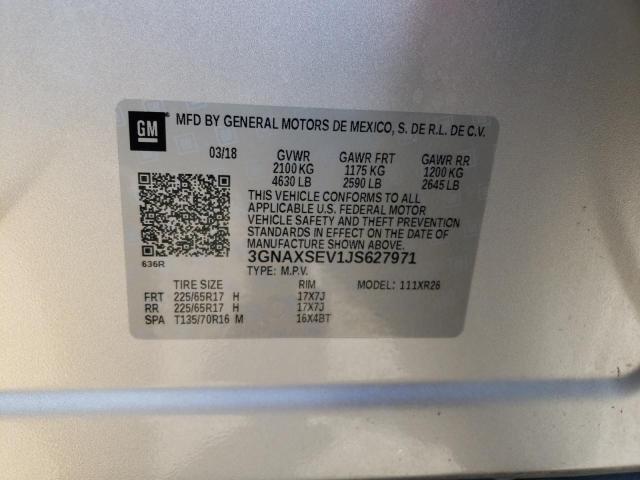 GM
MFD BY GENERAL MOTORS DE MEXICO, S. DE R.L. DE C.V.
03/18 GVWR GAWR FRT GAWR RR
2100 KG 1175 KG 1200 KG
4630 LB 2590 LB 2645 LB
THIS VEHICLE CONFORMS TO ALL
APPLICABLE U.S. FEDERAL MOTOR
VEHICLE SAFETY AND THEFT PREVENTION
STANDARDS IN EFFECT ON THE DATE OF
MANUFACTURE SHOWN ABOVE.
3GNAXSEV1JS627971
636R
TYPE: M.P.V.
TIRE SIZE RIM MODEL: 111XR26
FRT 225/65R17 H 17X7J
RR 225/65R17 H 17X7J
SPA T135/70R16 M 16X4BT